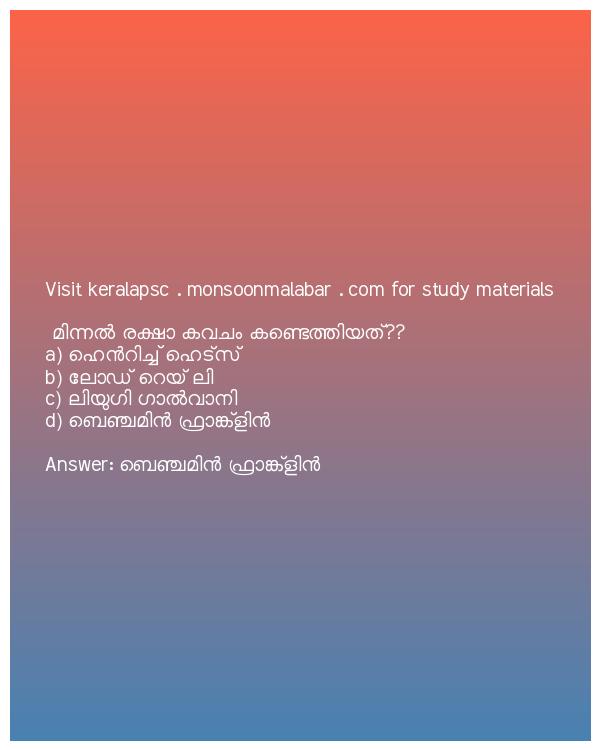 Visit keralapsc . monsoonmalabar . com for study materials
മിന്നൽ രക്ഷാ കവചം കണ്ടെത്തിയത്??
a) ഹെൻറിച്ച് ഹെട്സ്
b) ലോഡ് റെയ് ലി
c) ലിയുഗി ഗാൽവാനി
d) ബെഞ്ചമിൻ ഫ്രാങ്ക്ളിൻ
Answer: ബെഞ്ചമിൻ ഫ്രാങ്ക്ളിൻ